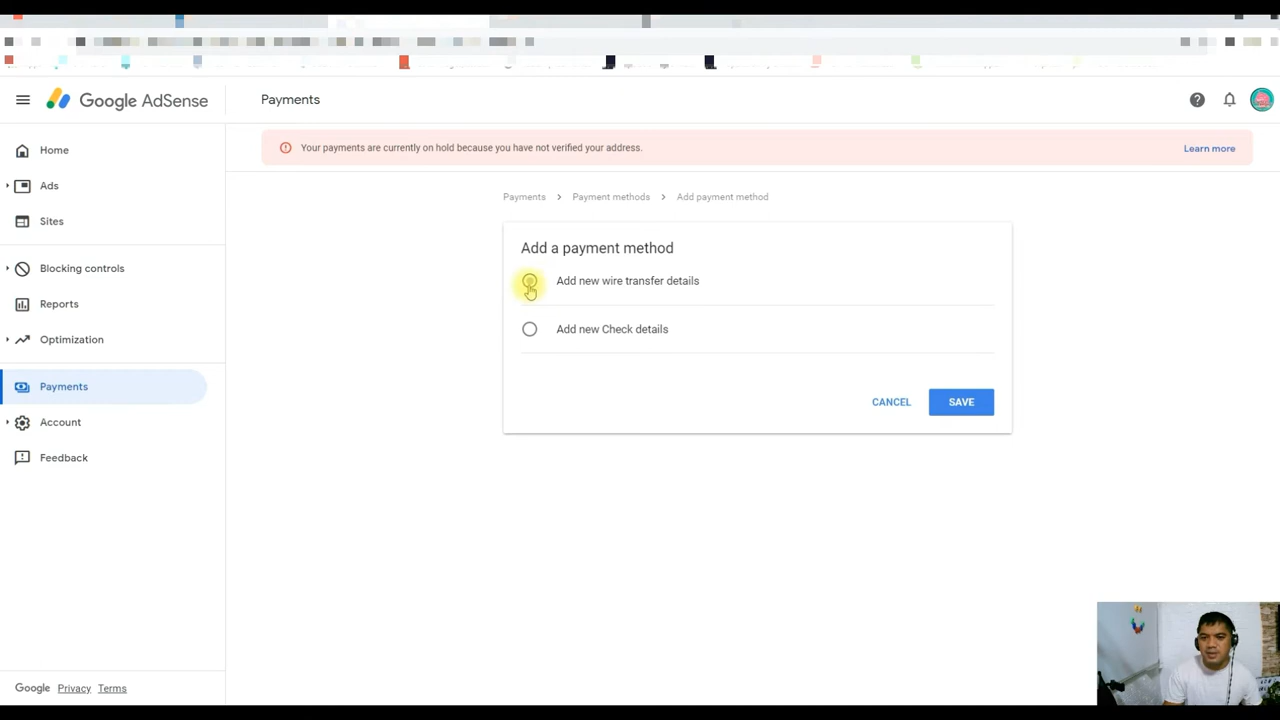 Google AdSense
Payments
Home
Ads
Sites
Blocking controls
Reports
Optimization
Payments
Account
Feedback
Google Privacy Terms
Your payments are currently on hold because you have not verified your address.
Learn more
Payments > Payment methods > Add payment method
Add a payment method
Add new wire transfer details
Add new Check details
CANCEL
SAVE